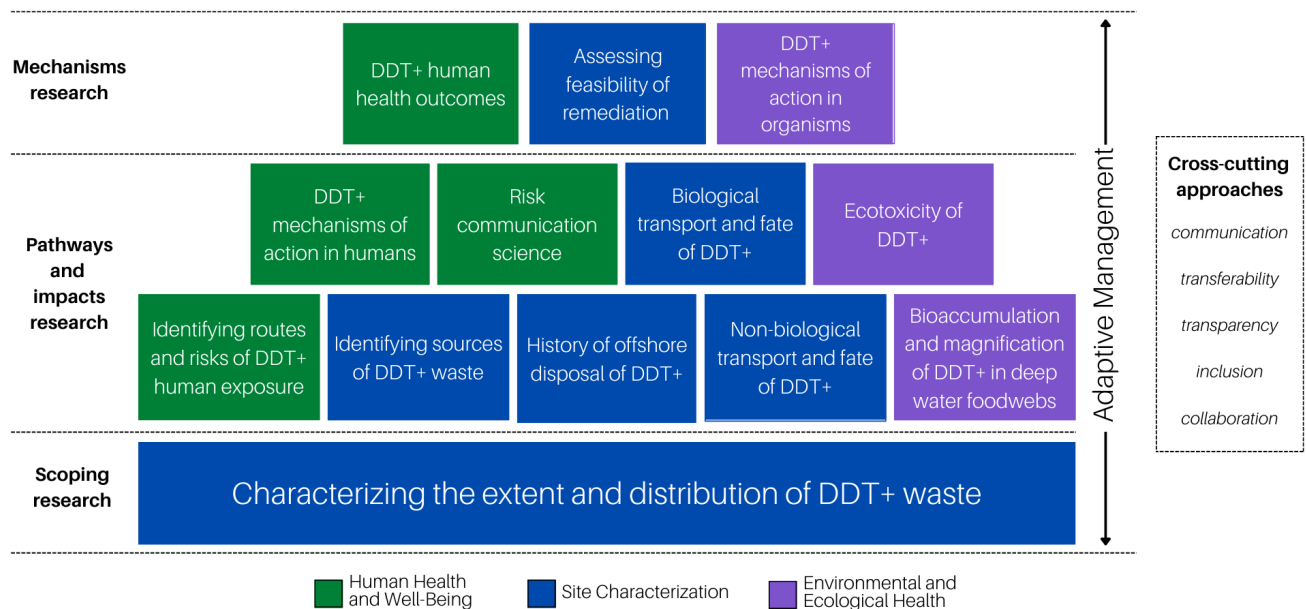 Mechanisms
research
DDT+ human
health outcomes
Assessing
feasibility of
remediation
DDT+
mechanisms of
action in
organisms
Pathways
and
impacts
research
DDT+
mechanisms of
action in humans
Risk
communication
science
Biological
transport and fate
of DDT+
Ecotoxicity of
DDT+
Identifying routes
and risks of DDT+
human exposure
Identifying sources
of DDT+ waste
History of offshore
disposal of DDT+
Non-biological
transport and fate
of DDT+
Bioaccumulation
and magnification
of DDT+ in deep
water foodwebs
Scoping
research
Characterizing the extent and distribution of DDT+ waste
Adaptive Management
Cross-cutting
approaches
communication
transferability
transparency
inclusion
collaboration
Human Health
and Well-Being
Site Characterization
Environmental and
Ecological Health